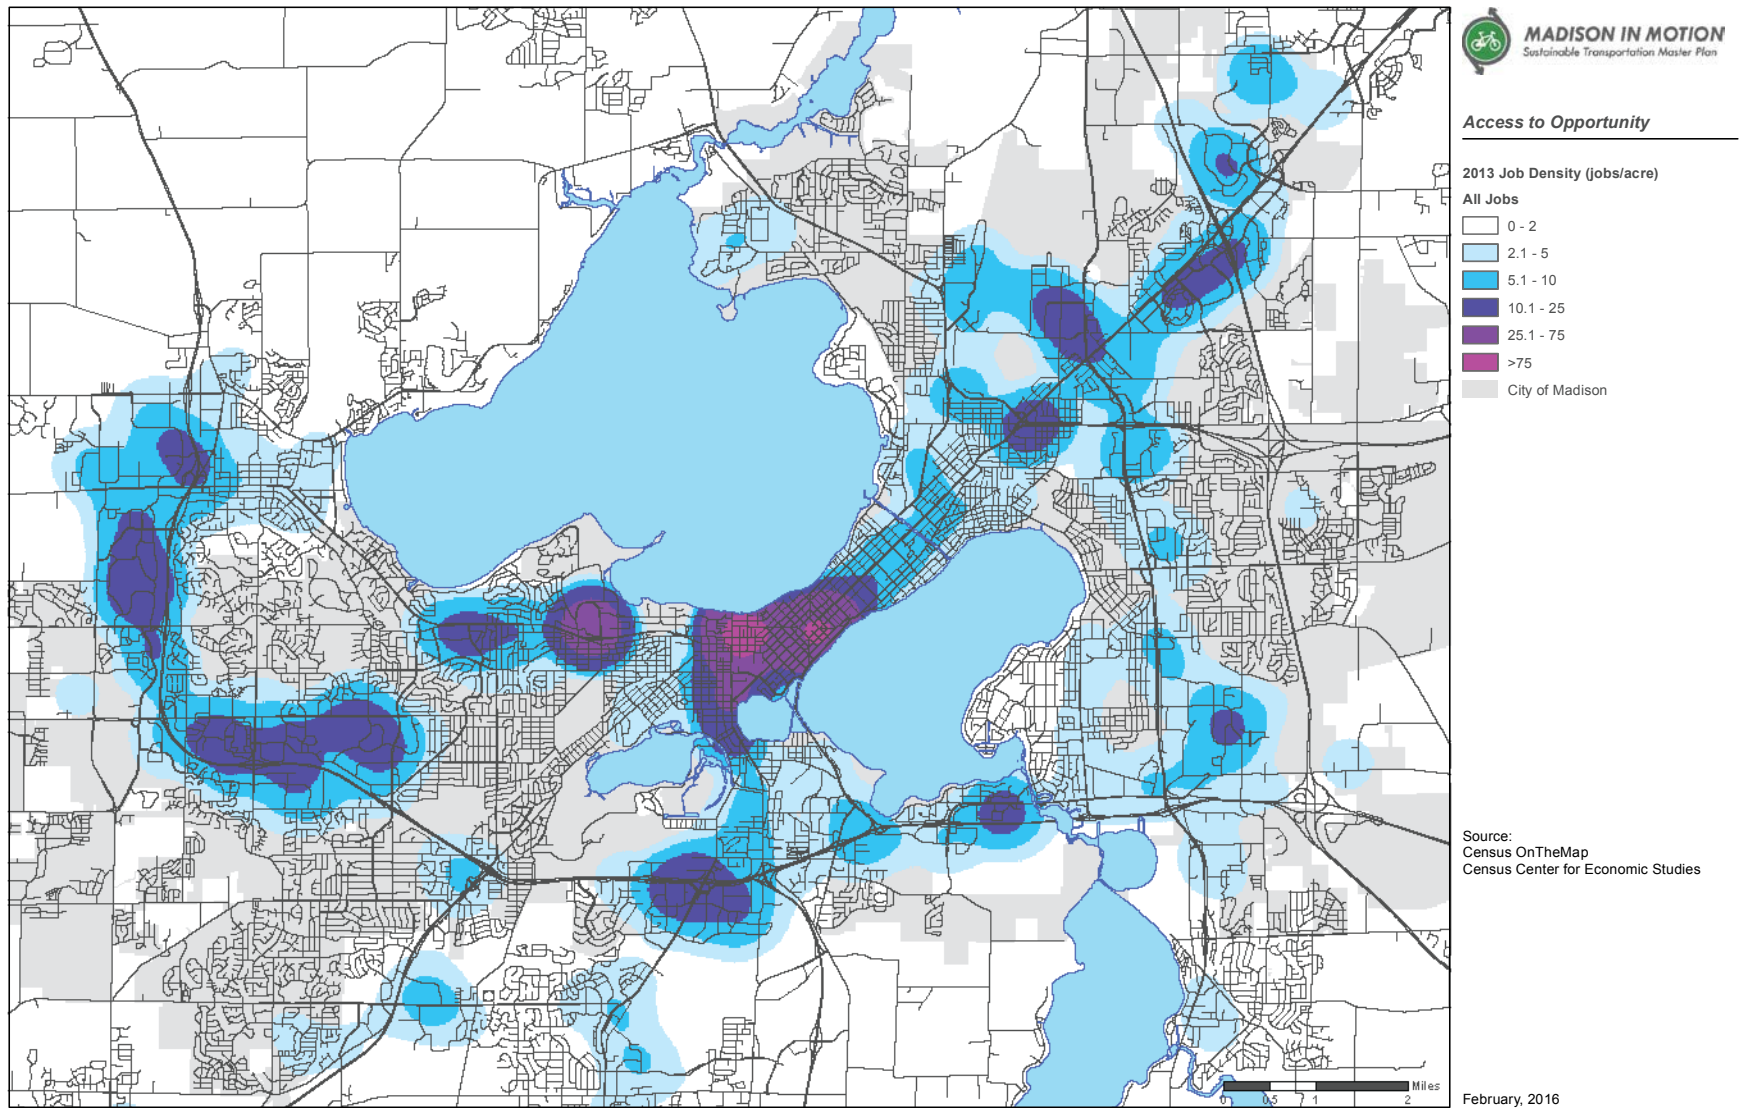 MADISON IN MOTION
Sustainable Transportation Master Plan
Access to Opportunity
2013 Job Density (jobs/acre)
All Jobs
0 - 2
2.1 - 5
5.1 - 10
10.1 - 25
25.1 - 75
>75
City of Madison
Source:
Census OnTheMap
Census Center for Economic Studies
Miles
0 0.5 1 2
February, 2016